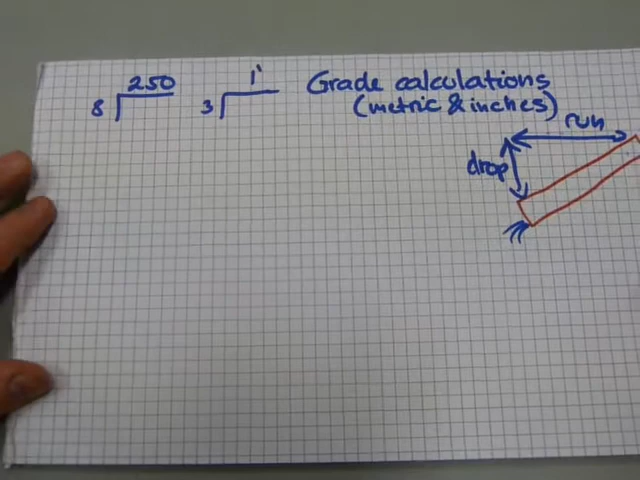 250
8
1'
3
Grade calculations
(metric & inches)
run
drop